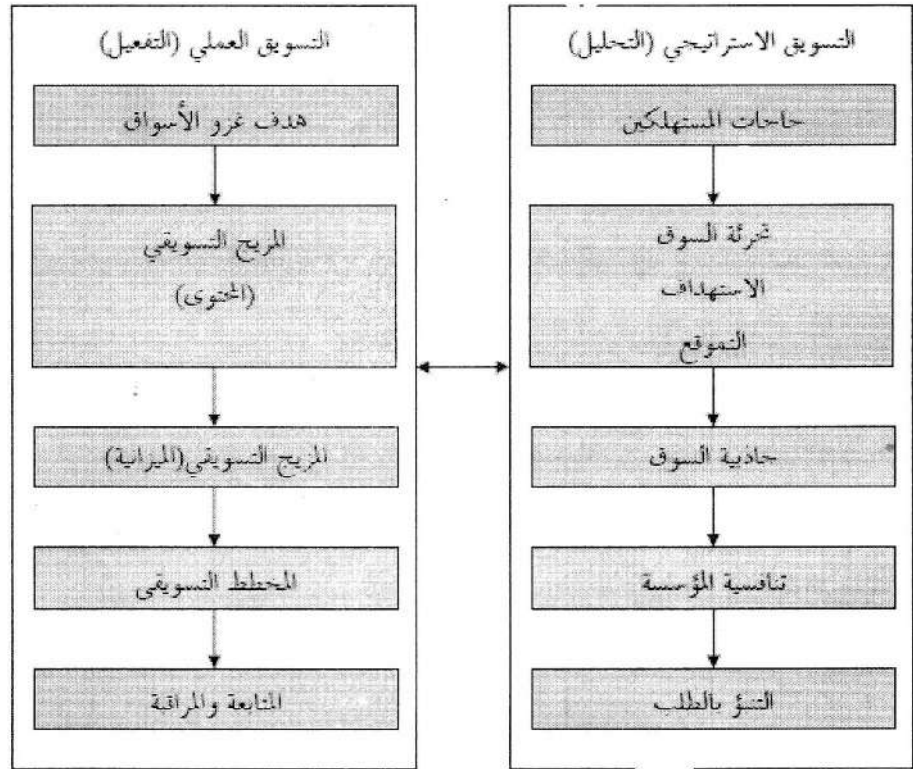 التسويق الاستراتيجي (التحليل)
حاجات المستهلكين
تجزئة السوق
الاستهداف
التموقع
جاذبية السوق
تنافسية المؤسسة
التنبؤ بالطلب
التسويق العملي (التفعيل)
هدف غزو الأسواق
المزيج التسويقي
(المحتوى)
المزيج التسويقي(الميزانية)
المخطط التسويقي
المتابعة والمراقبة